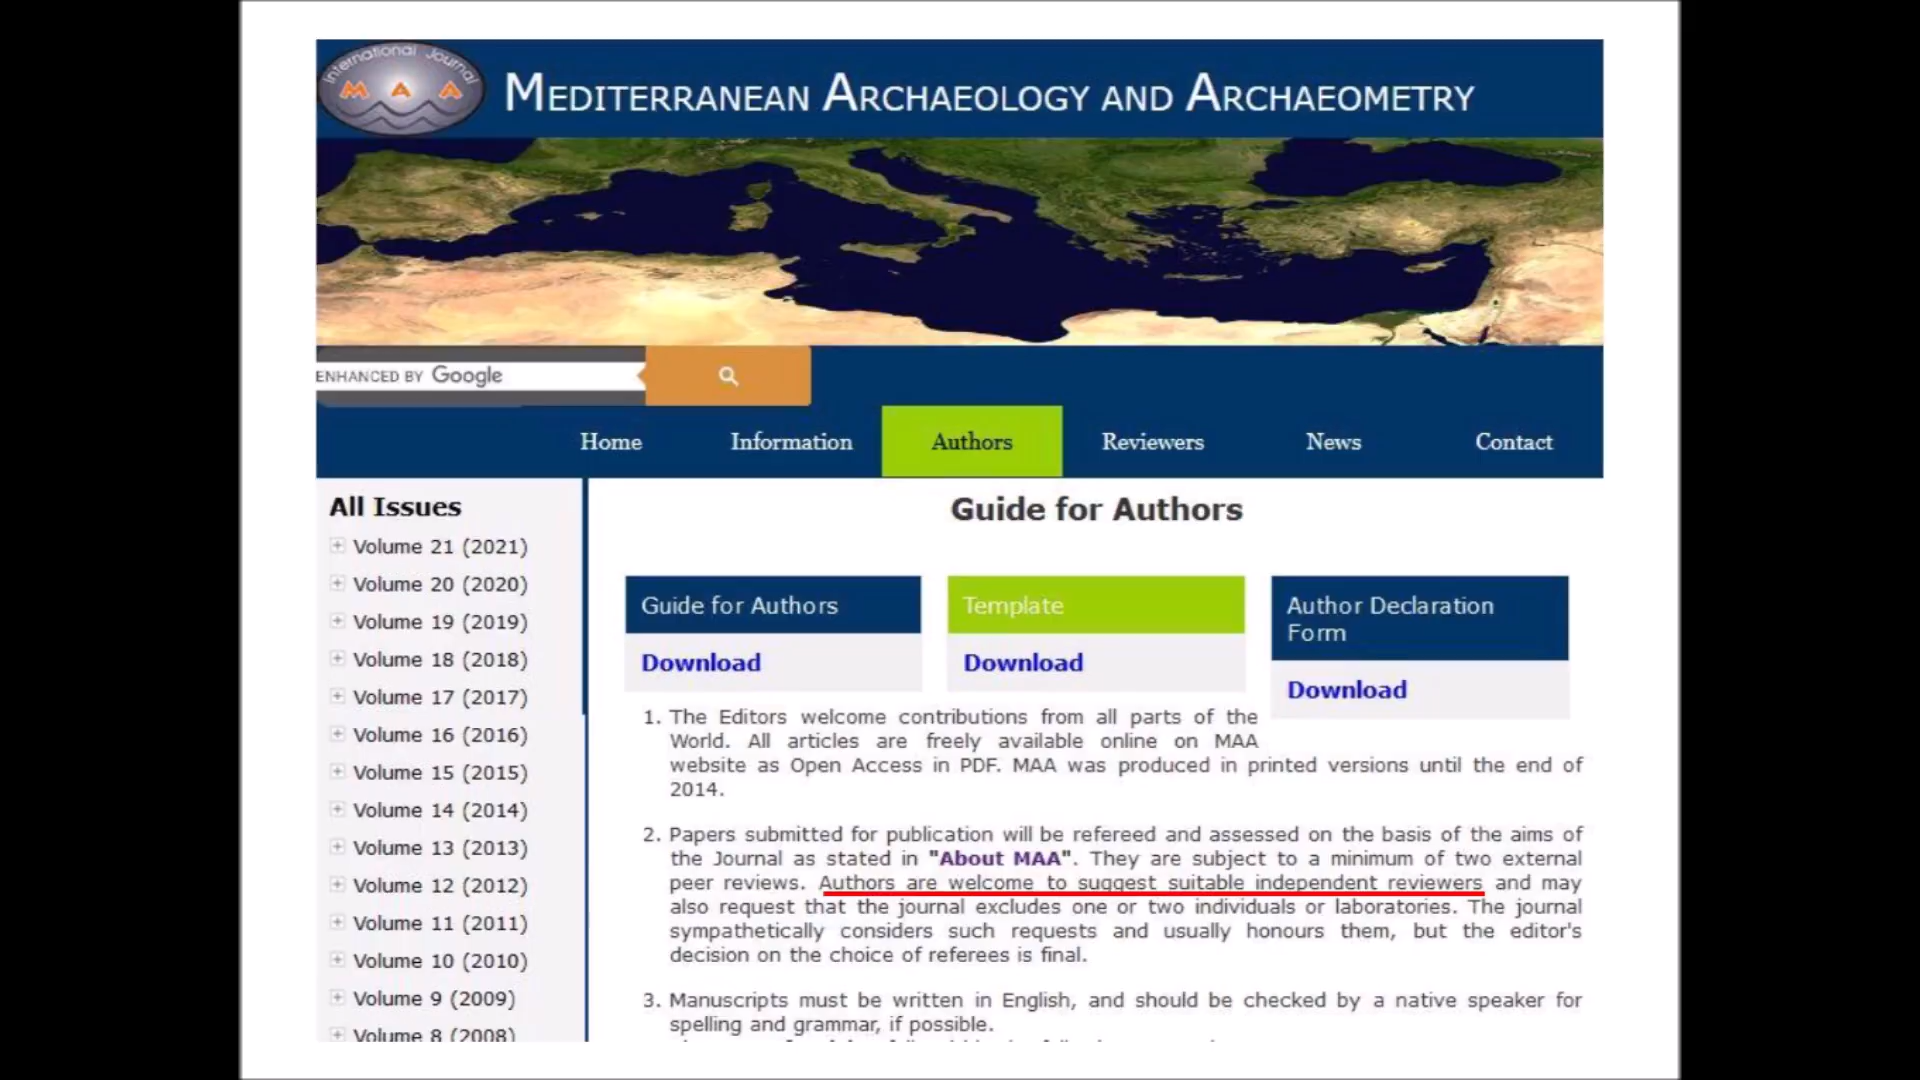 International Journal
MAA
MEDITERRANEAN ARCHAEOLOGY AND ARCHAEOMETRY
ENHANCED BY Google
Home Information Authors Reviewers News Contact
All Issues
Volume 21 (2021)
Volume 20 (2020)
Volume 19 (2019)
Volume 18 (2018)
Volume 17 (2017)
Volume 16 (2016)
Volume 15 (2015)
Volume 14 (2014)
Volume 13 (2013)
Volume 12 (2012)
Volume 11 (2011)
Volume 10 (2010)
Volume 9 (2009)
Volume 8 (2008)
Guide for Authors
Guide for Authors
Download
Template
Download
Author Declaration
Form
Download
1. The Editors welcome contributions from all parts of the
World. All articles are freely available online on MAA
website as Open Access in PDF. MAA was produced in printed versions until the end of
2014.
2. Papers submitted for publication will be refereed and assessed on the basis of the aims of
the Journal as stated in "About MAA". They are subject to a minimum of two external
peer reviews. Authors are welcome to suggest suitable independent reviewers and may
also request that the journal excludes one or two individuals or laboratories. The journal
sympathetically considers such requests and usually honours them, but the editor's
decision on the choice of referees is final.
3. Manuscripts must be written in English, and should be checked by a native speaker for
spelling and grammar, if possible.